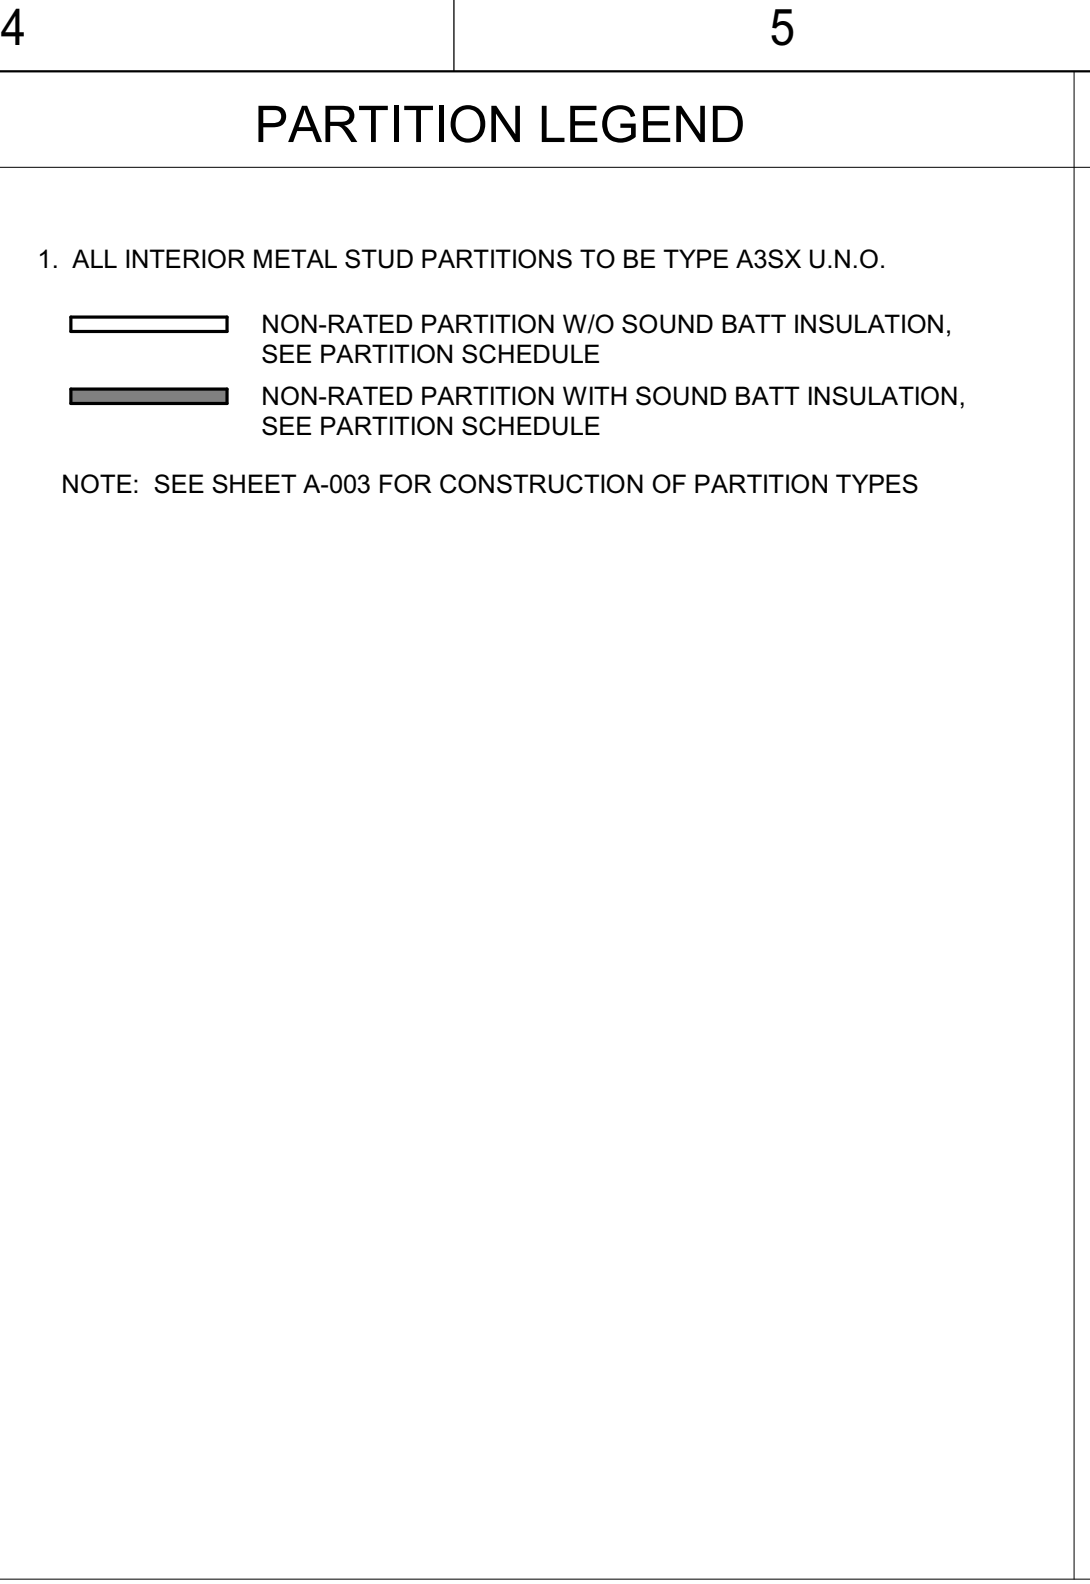 4
5
PARTITION LEGEND
1. ALL INTERIOR METAL STUD PARTITIONS TO BE TYPE A3SX U.N.O.
NON-RATED PARTITION W/O SOUND BATT INSULATION,
SEE PARTITION SCHEDULE
NON-RATED PARTITION WITH SOUND BATT INSULATION,
SEE PARTITION SCHEDULE
NOTE: SEE SHEET A-003 FOR CONSTRUCTION OF PARTITION TYPES